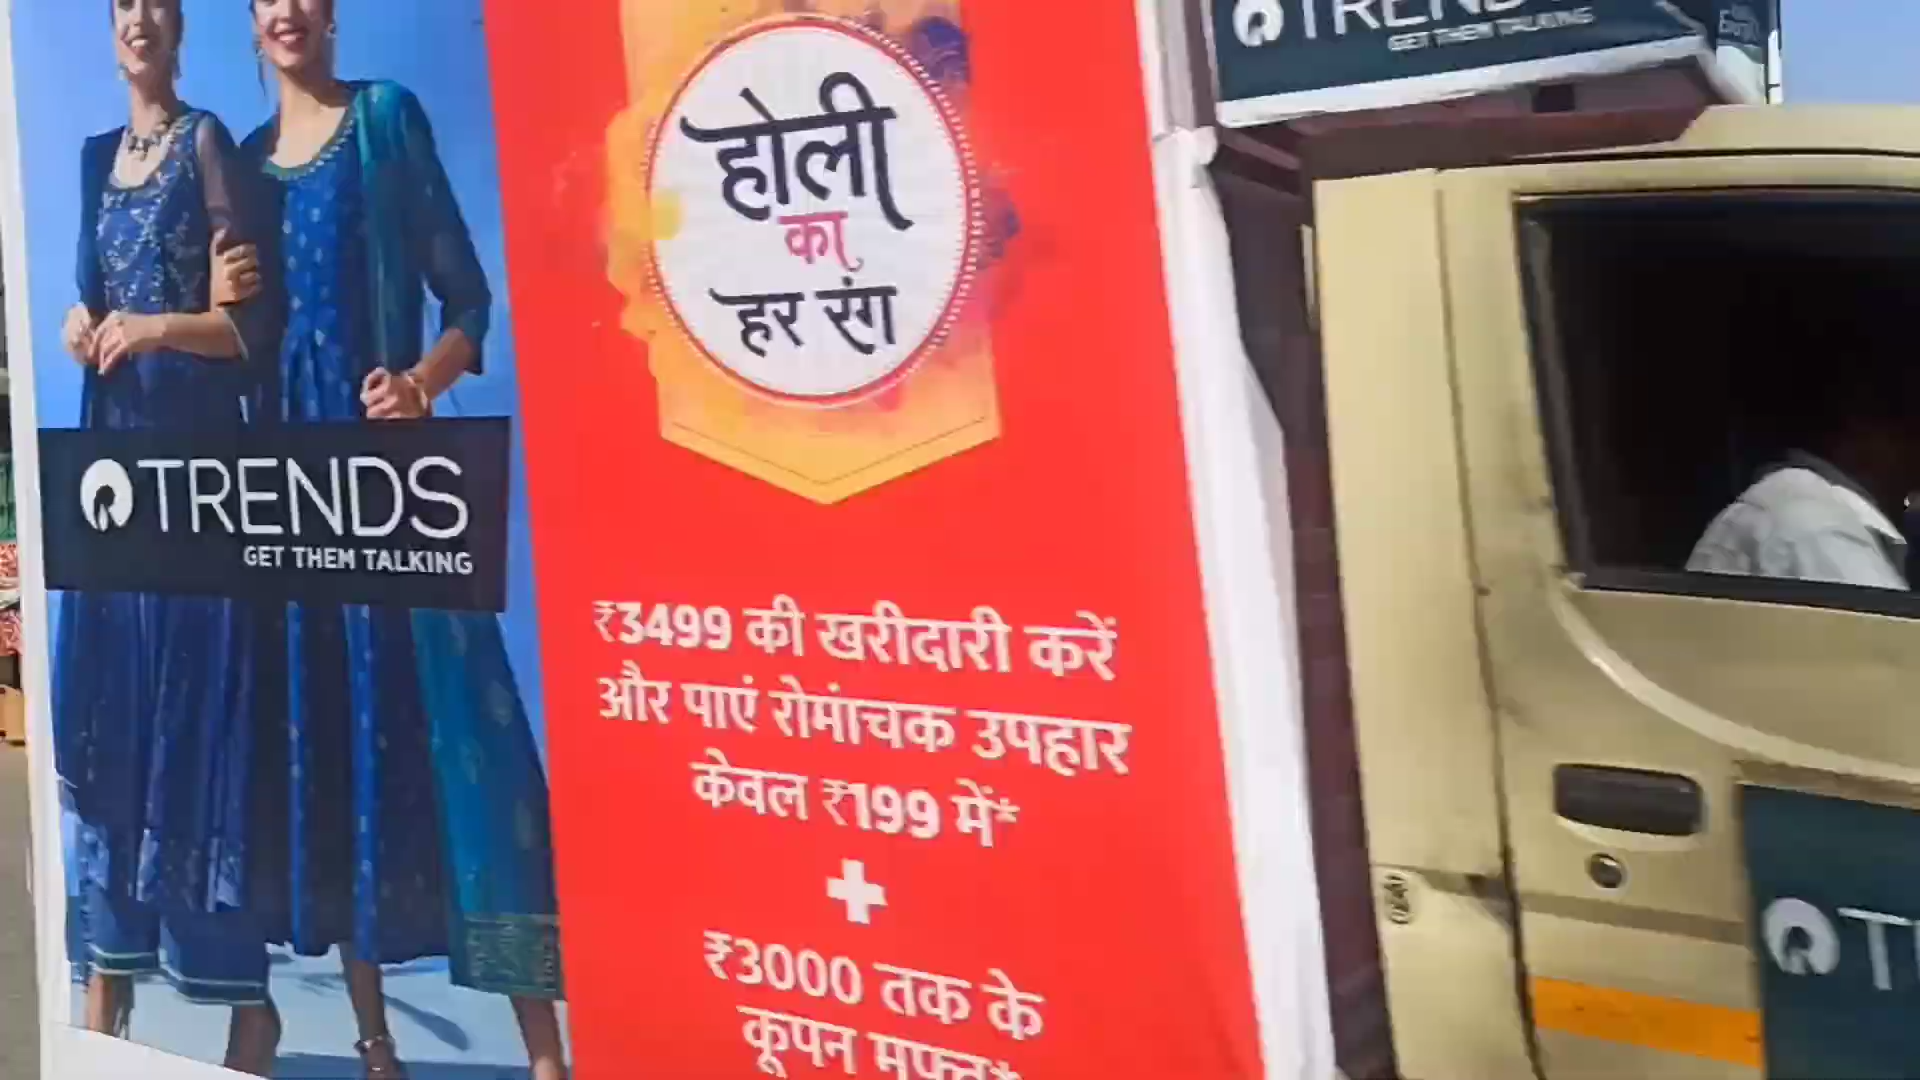 TRENDS
GET THEM TALKING
होली
का
हर रंग
₹3499 की खरीदारी करें
और पाएं रोमांचक उपहार
केवल ₹199 में*
+
₹3000 तक के
कूपन मुफ्त*
TRENDS
GET THEM TALKING